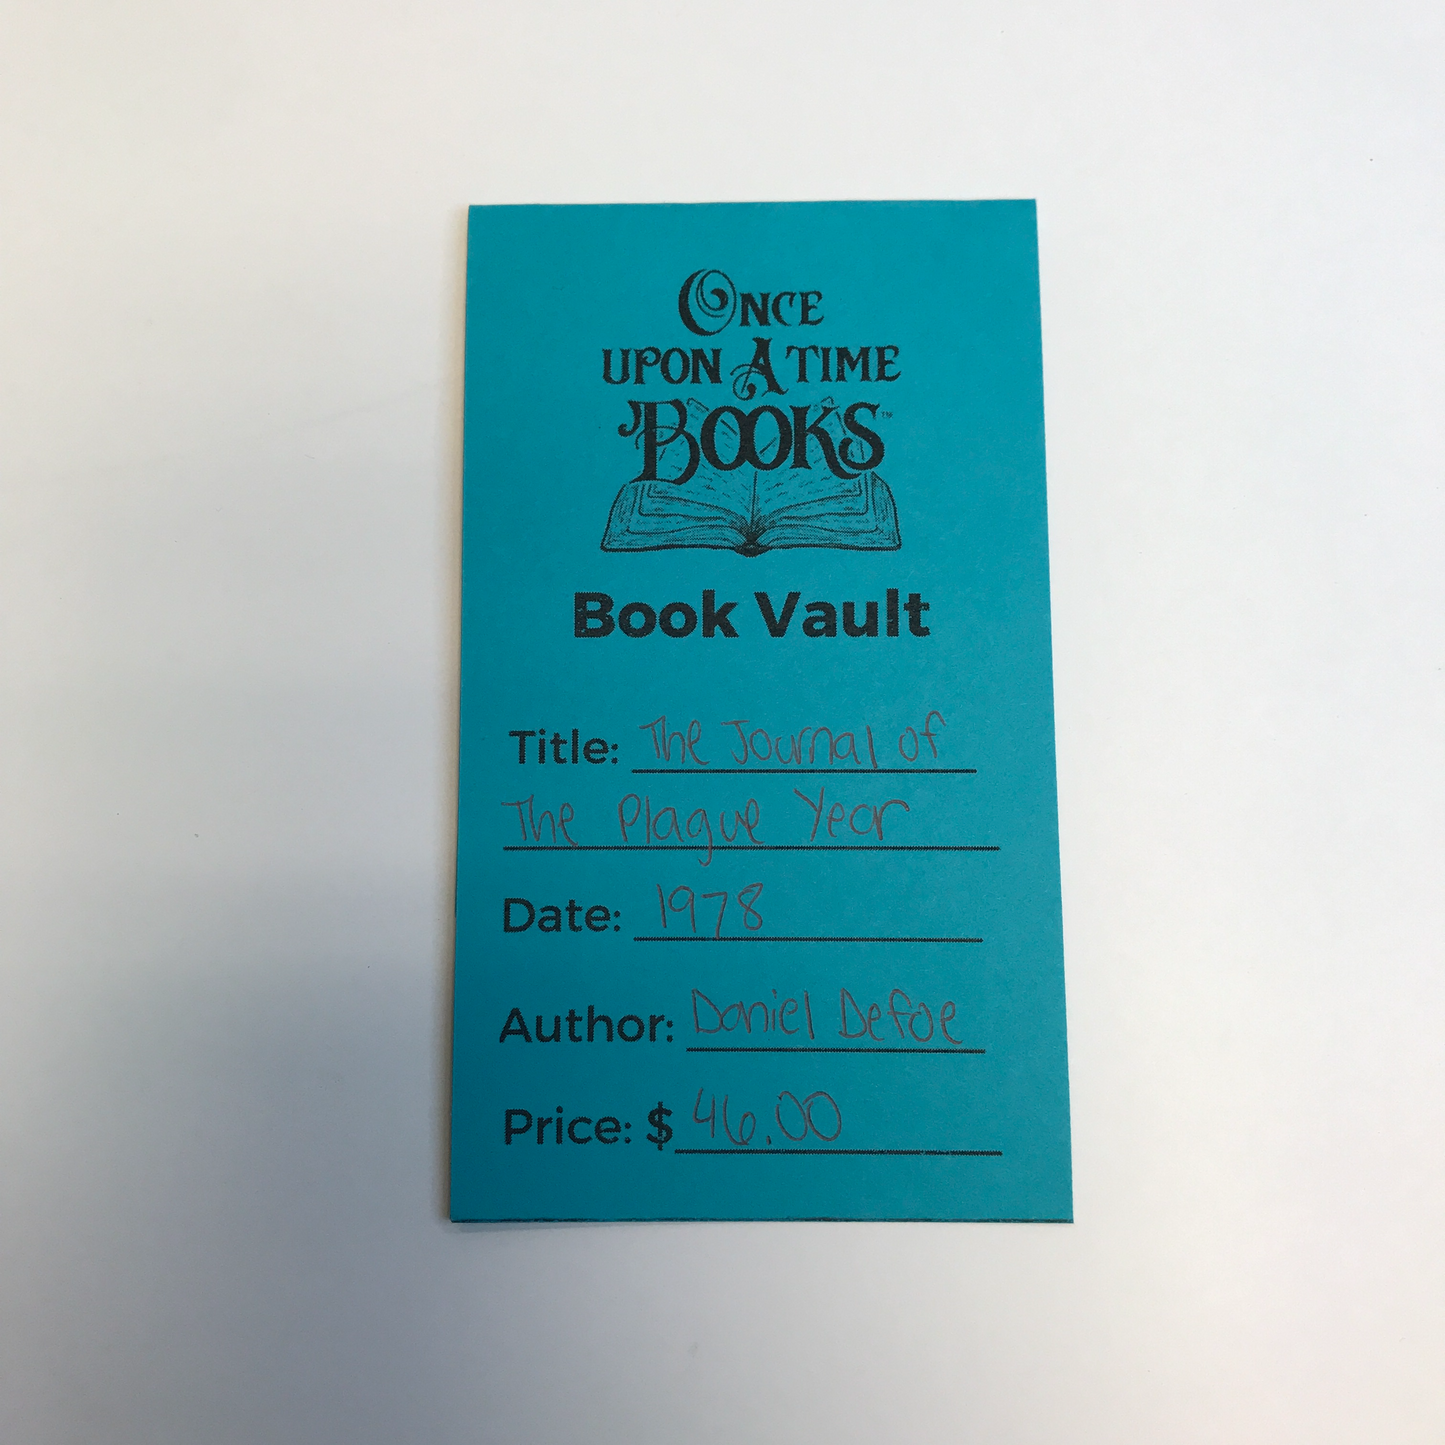 ONCE
UPON A TIME
BOOKS™
Book Vault
Title: The Journal of
The Plague Year
Date: 1978
Author: Daniel Defoe
Price: $ 46.00